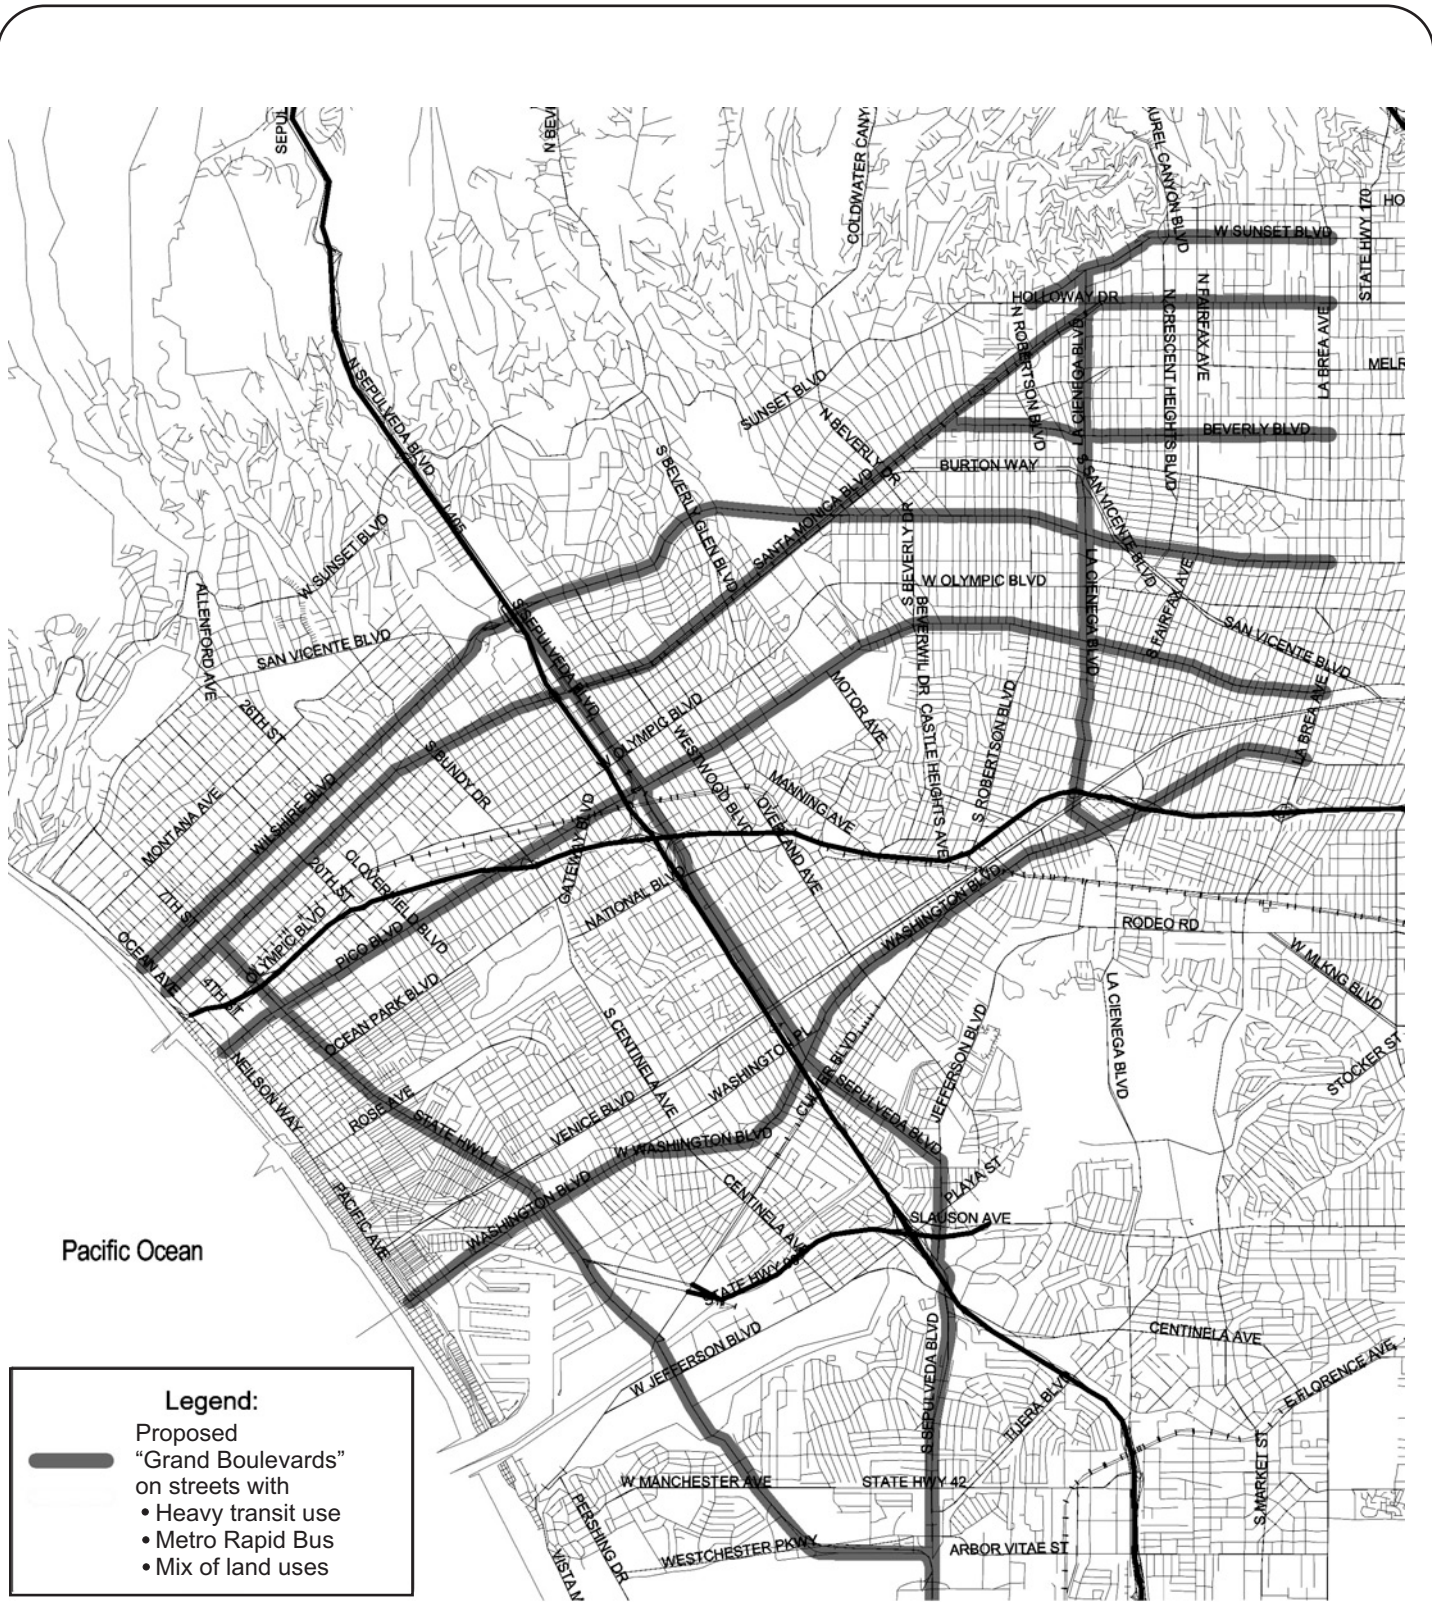 SEPUL
N BEVE
COLDWATER CANY
AUREL CANYON BLVD
STATE HWY 170
HO
W SUNSET BLVD
HOLLOWAY DR
N ROBERTSON BLVD
LA CIENEGA BLVD
N CRESCENT HEIGHTS BLVD
N FAIRFAX AVE
LA BREA AVE
MELR
N SEPULVEDA BLVD
SUNSET BLVD
N BEVERLY DR
BEVERLY BLVD
BURTON WAY
S BEVERLY GLEN BLVD
SANTA MONICA BLVD
S SAN VICENTE BLVD
I 405
W SUNSET BLVD
S BEVERLY DR
W OLYMPIC BLVD
LA CIENEGA BLVD
S FAIRFAX AVE
SAN VICENTE BLVD
ALLENFORD AVE
SAN VICENTE BLVD
S SEPULVEDA BLVD
BEVERWIL DR
CASTLE HEIGHTS AVE
MOTOR AVE
S ROBERTSON BLVD
LA BREA AVE
26TH ST
S BUNDY DR
W OLYMPIC BLVD
WESTWOOD BLVD
MANNING AVE
OVERLAND AVE
MONTANA AVE
WILSHIRE BLVD
GATEWAY BLVD
CLOVERFIELD BLVD
20TH ST
7TH ST
OLYMPIC BLVD
PICO BLVD
NATIONAL BLVD
WASHINGTON BLVD
RODEO RD
W MLKNG BLVD
OCEAN AVE
4TH ST
OCEAN PARK BLVD
S CENTINELA AVE
WASHINGTON PL
CULVER BLVD
JEFFERSON BLVD
LA CIENEGA BLVD
STOCKER ST
NEILSON WAY
ROSE AVE
STATE HWY 1
VENICE BLVD
W WASHINGTON BLVD
SEPULVEDA BLVD
PLAYA ST
PACIFIC AVE
WASHINGTON BLVD
CENTINELA AVE
SLAUSON AVE
STATE HWY 90
Pacific Ocean
W JEFFERSON BLVD
S SEPULVEDA BLVD
TIJERA BLVD
CENTINELA AVE
E FLORENCE AVE
S MARKET ST
W MANCHESTER AVE
STATE HWY 42
PERSHING DR
VISTA M
WESTCHESTER PKWY
ARBOR VITAE ST
Legend:
Proposed
“Grand Boulevards”
on streets with
• Heavy transit use
• Metro Rapid Bus
• Mix of land uses